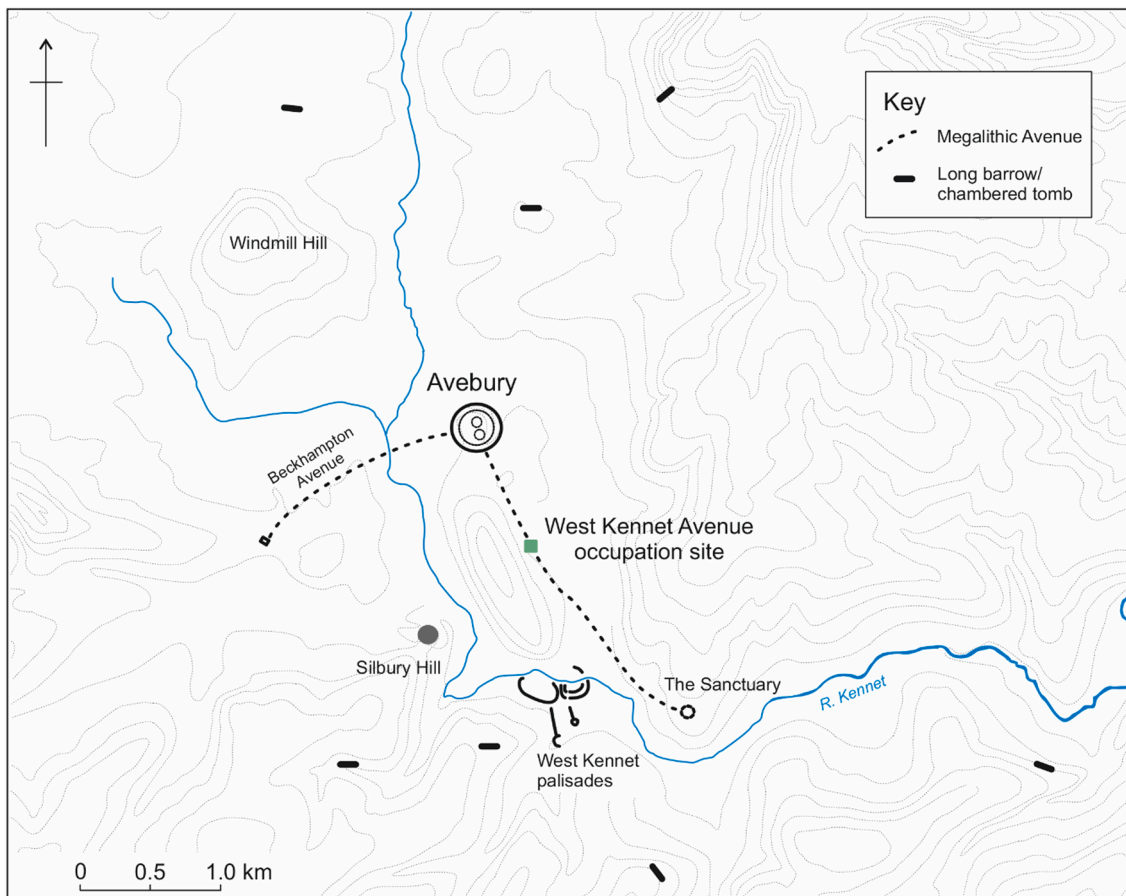 Key
Megalithic Avenue
Long barrow/
chambered tomb
Windmill Hill
Avebury
Beckhampton
Avenue
West Kennet Avenue
occupation site
Silbury Hill
The Sanctuary
R. Kennet
West Kennet
palisades
0 0.5 1.0 km